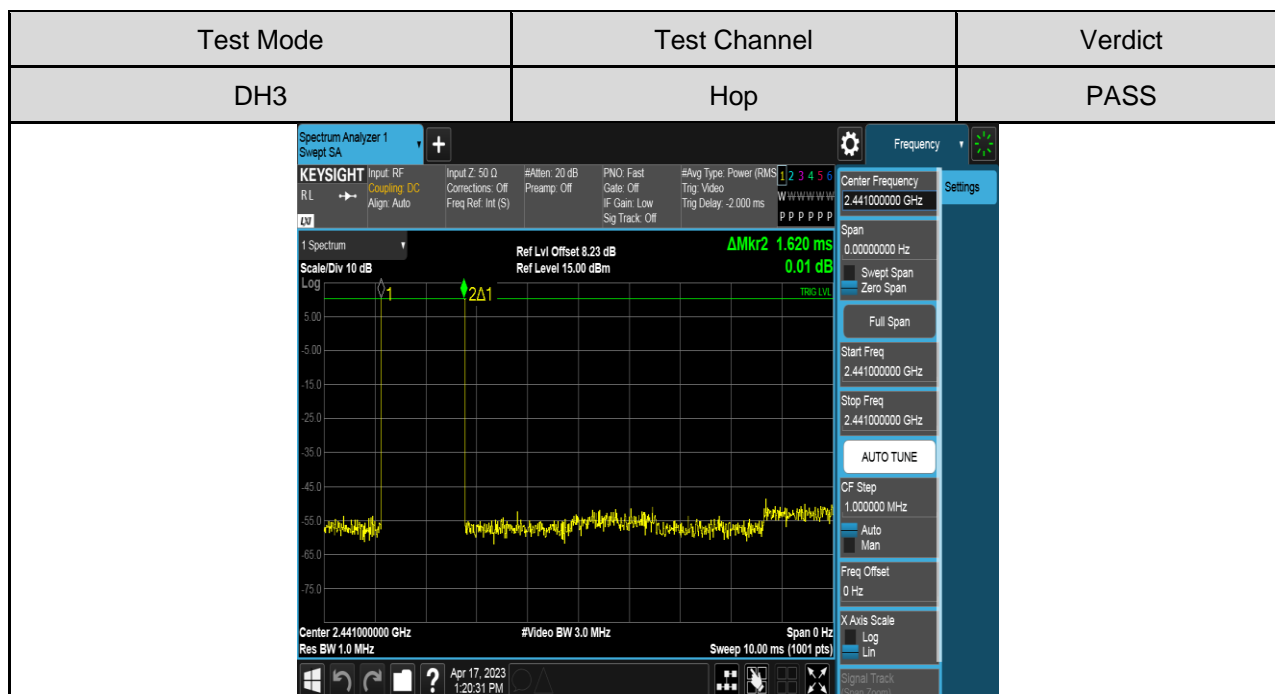 Test Mode Test Channel Verdict
DH3 Hop PASS
Spectrum Analyzer 1
Swept SA
+
Frequency
KEYSIGHT Input: RF Input Z: 50 Ω #Atten: 20 dB PNO: Fast #Avg Type: Power (RMS 1 2 3 4 5 6
RL Coupling: DC Corrections: Off Preamp: Off Gate: Off Trig: Video W W W W W W
Align: Auto Freq Ref: Int (S) IF Gain: Low Trig Delay: -2.000 ms
LXI Sig Track: Off P P P P P P
Center Frequency
2.441000000 GHz
Settings
1 Spectrum
Scale/Div 10 dB
Ref Lvl Offset 8.23 dB
Ref Level 15.00 dBm
ΔMkr2 1.620 ms
0.01 dB
Log
1
2Δ1
TRIG LVL
5.00
-5.00
-15.0
-25.0
-35.0
-45.0
-55.0
-65.0
-75.0
Center 2.441000000 GHz #Video BW 3.0 MHz Span 0 Hz
Res BW 1.0 MHz Sweep 10.00 ms (1001 pts)
Span
0.00000000 Hz
Swept Span
Zero Span
Full Span
Start Freq
2.441000000 GHz
Stop Freq
2.441000000 GHz
AUTO TUNE
CF Step
1.000000 MHz
Auto
Man
Freq Offset
0 Hz
X Axis Scale
Log
Lin
Signal Track
(Span Zoom)
?
Apr 17, 2023
1:20:31 PM